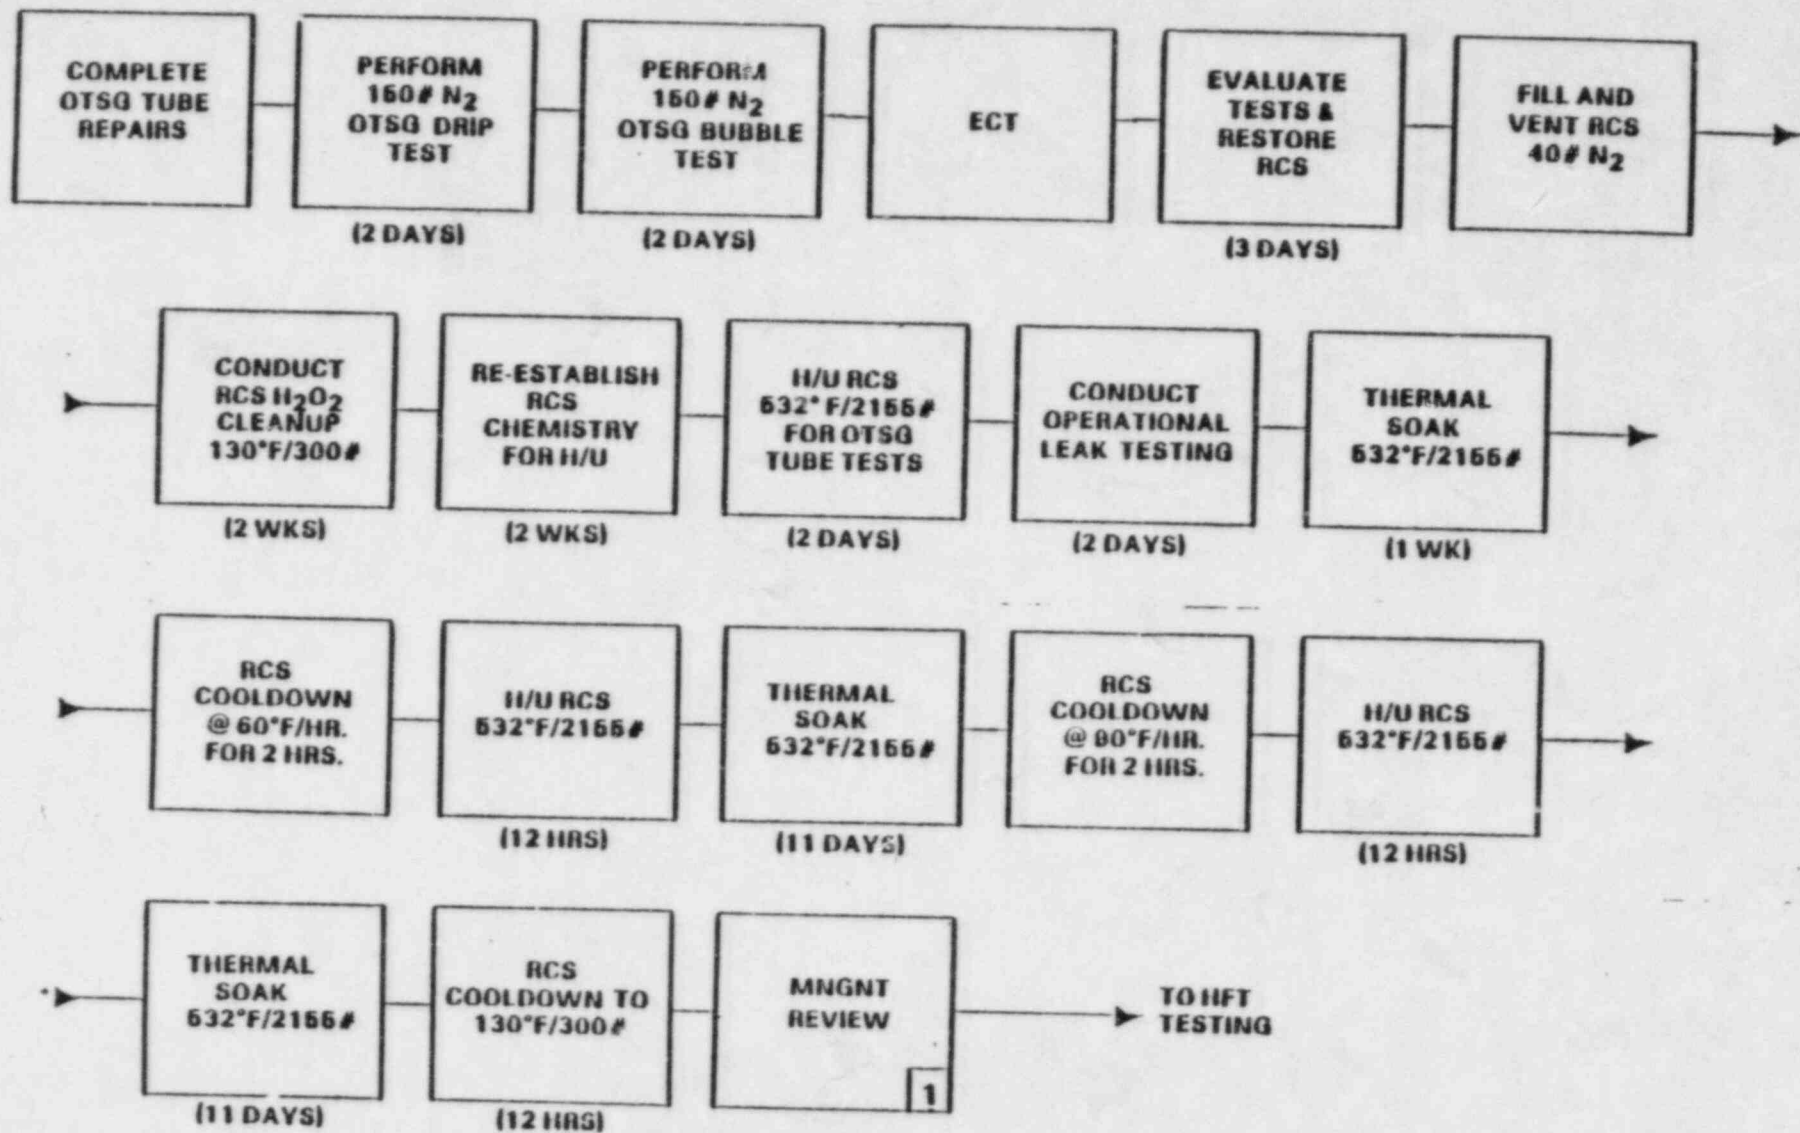 COMPLETE
OTSG TUBE
REPAIRS
PERFORM
150# N2
OTSG DRIP
TEST
(2 DAYS)
PERFORM
150# N2
OTSG BUBBLE
TEST
(2 DAYS)
ECT
EVALUATE
TESTS &
RESTORE
RCS
(3 DAYS)
FILL AND
VENT RCS
40# N2
CONDUCT
RCS H2O2
CLEANUP
130°F/300#
(2 WKS)
RE-ESTABLISH
RCS
CHEMISTRY
FOR H/U
(2 WKS)
H/U RCS
532°F/2155#
FOR OTSG
TUBE TESTS
(2 DAYS)
CONDUCT
OPERATIONAL
LEAK TESTING
(2 DAYS)
THERMAL
SOAK
532°F/2155#
(1 WK)
RCS
COOLDOWN
@ 60°F/HR.
FOR 2 HRS.
H/U RCS
532°F/2155#
(12 HRS)
THERMAL
SOAK
532°F/2155#
(11 DAYS)
RCS
COOLDOWN
@ 90°F/HR.
FOR 2 HRS.
H/U RCS
532°F/2155#
(12 HRS)
THERMAL
SOAK
532°F/2155#
(11 DAYS)
RCS
COOLDOWN TO
130°F/300#
(12 HRS)
MNGNT
REVIEW
1
TO HFT
TESTING